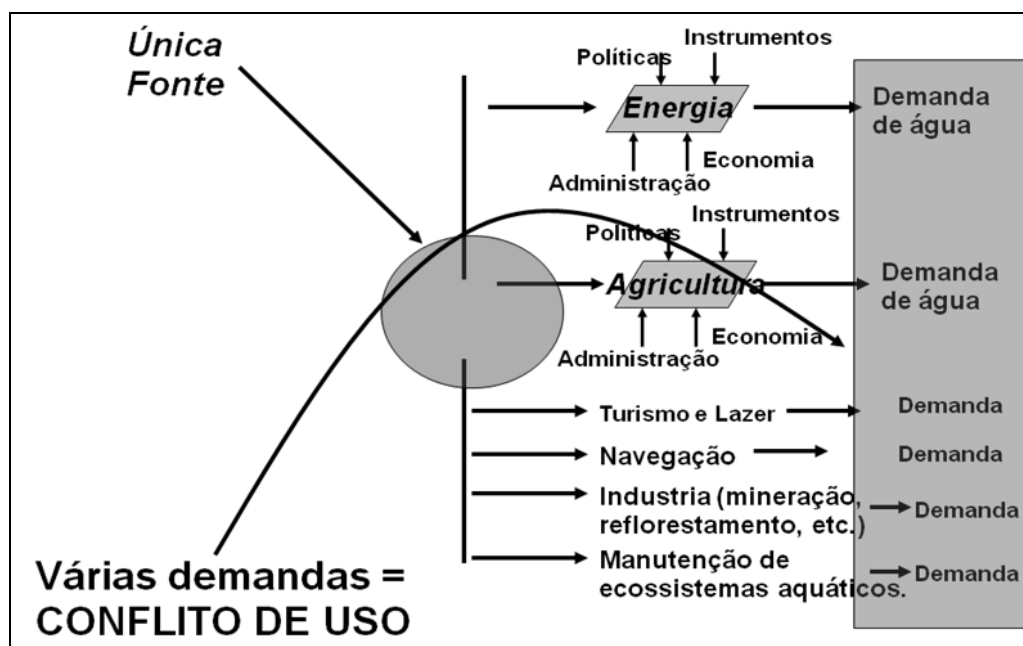 Única
Fonte
Instrumentos
Políticas
Energia
Demanda
de água
Economia
Administração
Instrumentos
Políticas
Agricultura
Demanda
de água
Economia
Administração
Turismo e Lazer
Demanda
Navegação
Demanda
Industria (mineração,
reflorestamento, etc.)
Demanda
Manutenção de
ecossistemas aquáticos.
Demanda
Várias demandas =
CONFLITO DE USO